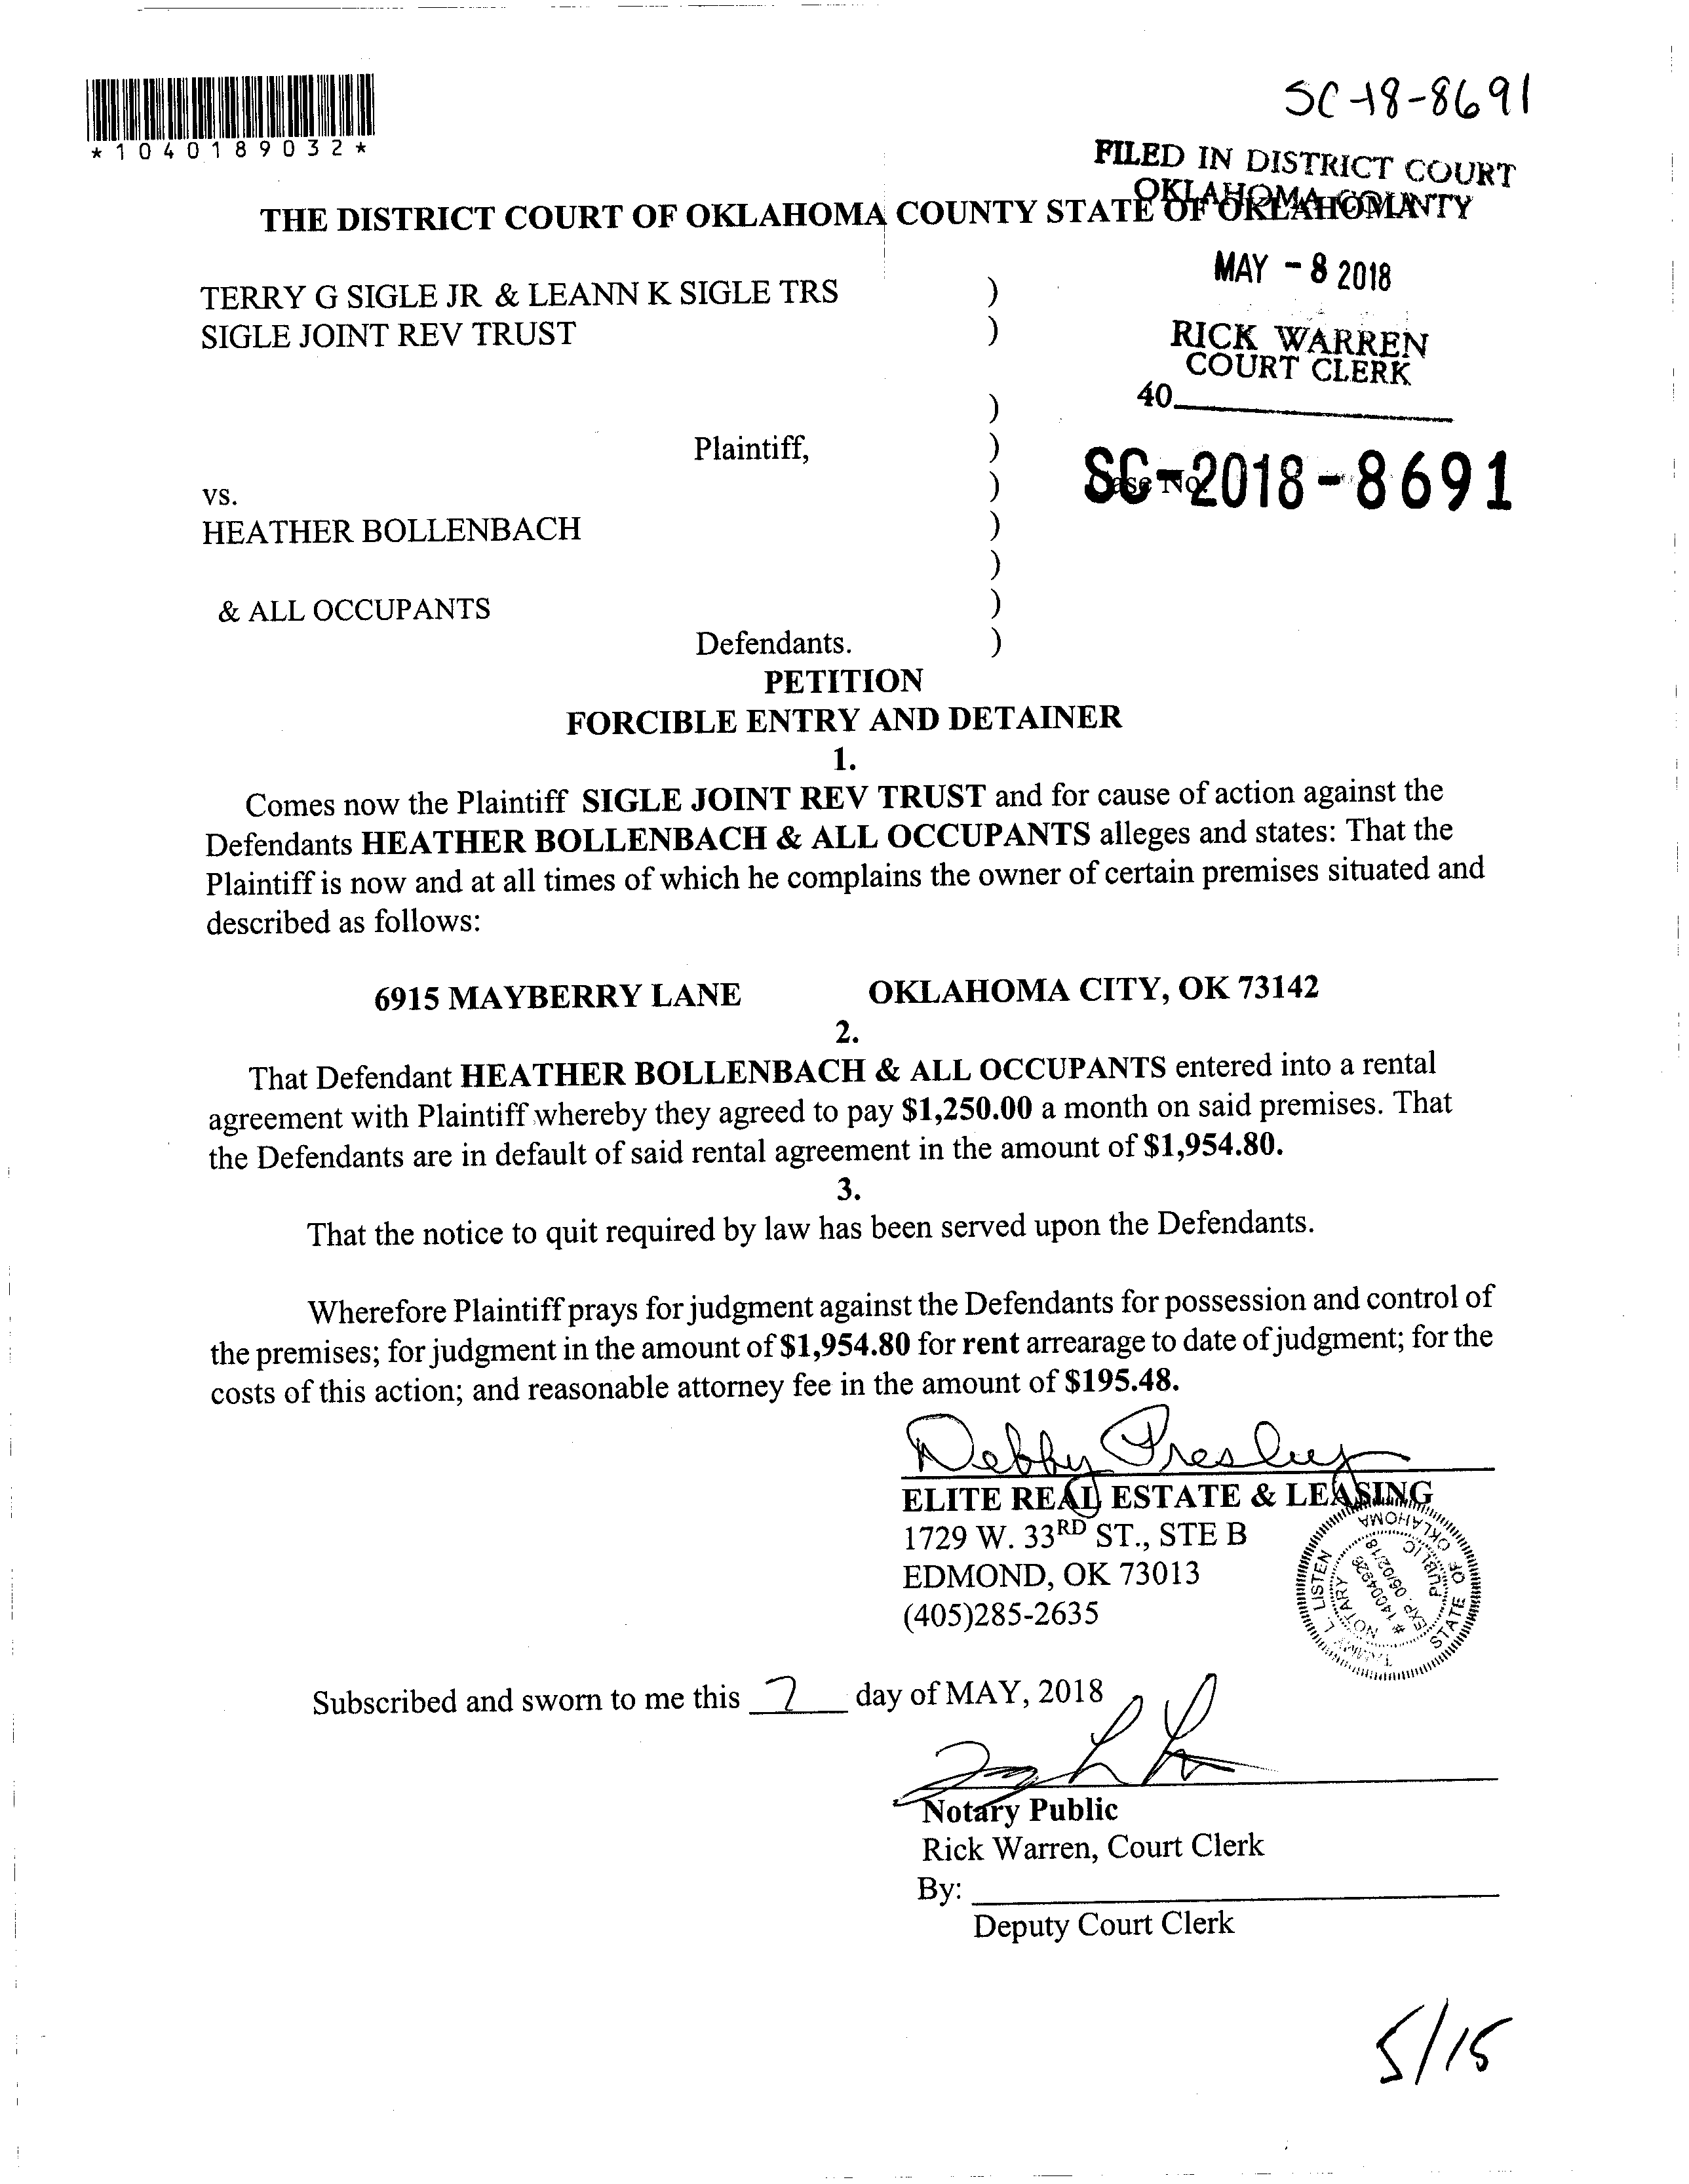 *1040189032*
SC-18-8691
FILED IN DISTRICT COURT
OKLAHOMA COUNTY
THE DISTRICT COURT OF OKLAHOMA COUNTY STATE OF OKLAHOMA
MAY - 8 2018
TERRY G SIGLE JR & LEANN K SIGLE TRS )
SIGLE JOINT REV TRUST )
RICK WARREN
COURT CLERK
40
)
Plaintiff, )
SC-2018-8691
Case No.
vs. )
HEATHER BOLLENBACH )
)
& ALL OCCUPANTS )
Defendants. )
PETITION
FORCIBLE ENTRY AND DETAINER
1.
Comes now the Plaintiff SIGLE JOINT REV TRUST and for cause of action against the
Defendants HEATHER BOLLENBACH & ALL OCCUPANTS alleges and states: That the
Plaintiff is now and at all times of which he complains the owner of certain premises situated and
described as follows:
6915 MAYBERRY LANE OKLAHOMA CITY, OK 73142
2.
That Defendant HEATHER BOLLENBACH & ALL OCCUPANTS entered into a rental
agreement with Plaintiff whereby they agreed to pay $1,250.00 a month on said premises. That
the Defendants are in default of said rental agreement in the amount of $1,954.80.
3.
That the notice to quit required by law has been served upon the Defendants.
Wherefore Plaintiff prays for judgment against the Defendants for possession and control of
the premises; for judgment in the amount of $1,954.80 for rent arrearage to date of judgment; for the
costs of this action; and reasonable attorney fee in the amount of $195.48.
Debby Presley
ELITE REAL ESTATE & LEASING
1729 W. 33RD ST., STE B
EDMOND, OK 73013
(405)285-2635
TAMMY L. LISTEN
STATE OF OKLAHOMA
NOTARY PUBLIC
# 14004928
EXP. 06/02/18
Subscribed and sworn to me this 7 day of MAY, 2018
Notary Public
Rick Warren, Court Clerk
By:
Deputy Court Clerk
5/15